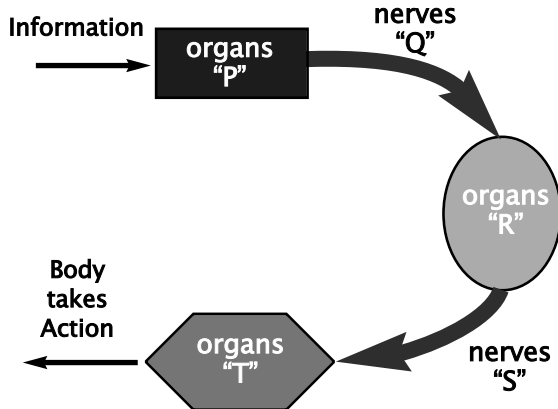 Information
organs
“P”
nerves
“Q”
organs
“R”
nerves
“S”
organs
“T”
Body
takes
Action